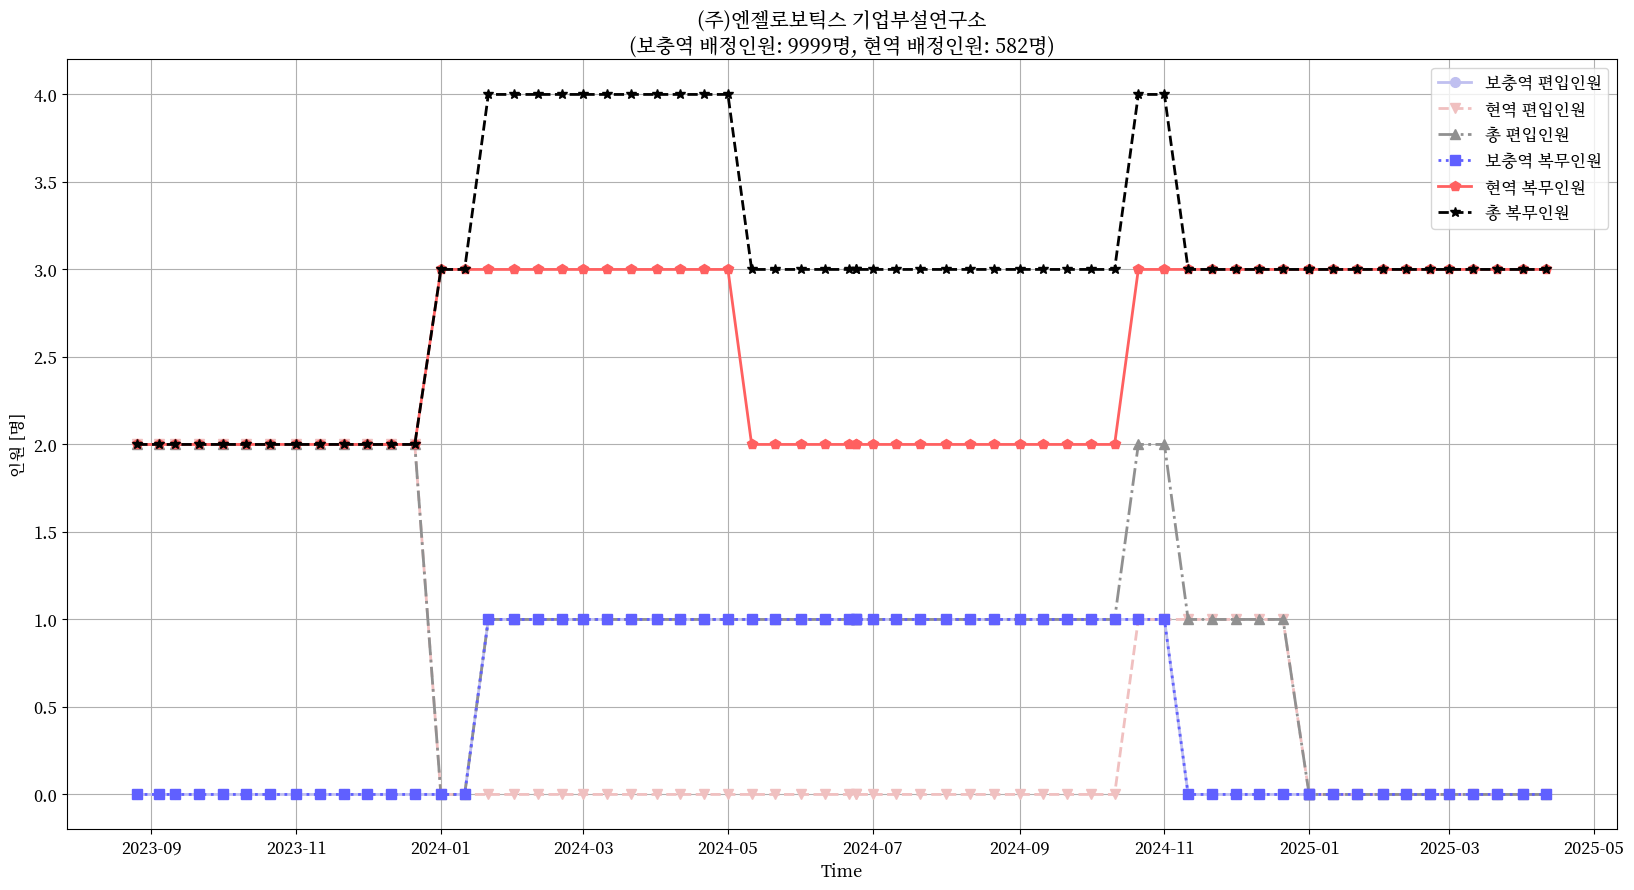 (주)엔젤로보틱스 기업부설연구소
(보충역 배정인원: 9999명, 현역 배정인원: 582명)
보충역 편입인원
현역 편입인원
총 편입인원
보충역 복무인원
현역 복무인원
총 복무인원
인원 [명]
4.0
3.5
3.0
2.5
2.0
1.5
1.0
0.5
0.0
2023-09
2023-11
2024-01
2024-03
2024-05
2024-07
2024-09
2024-11
2025-01
2025-03
2025-05
Time